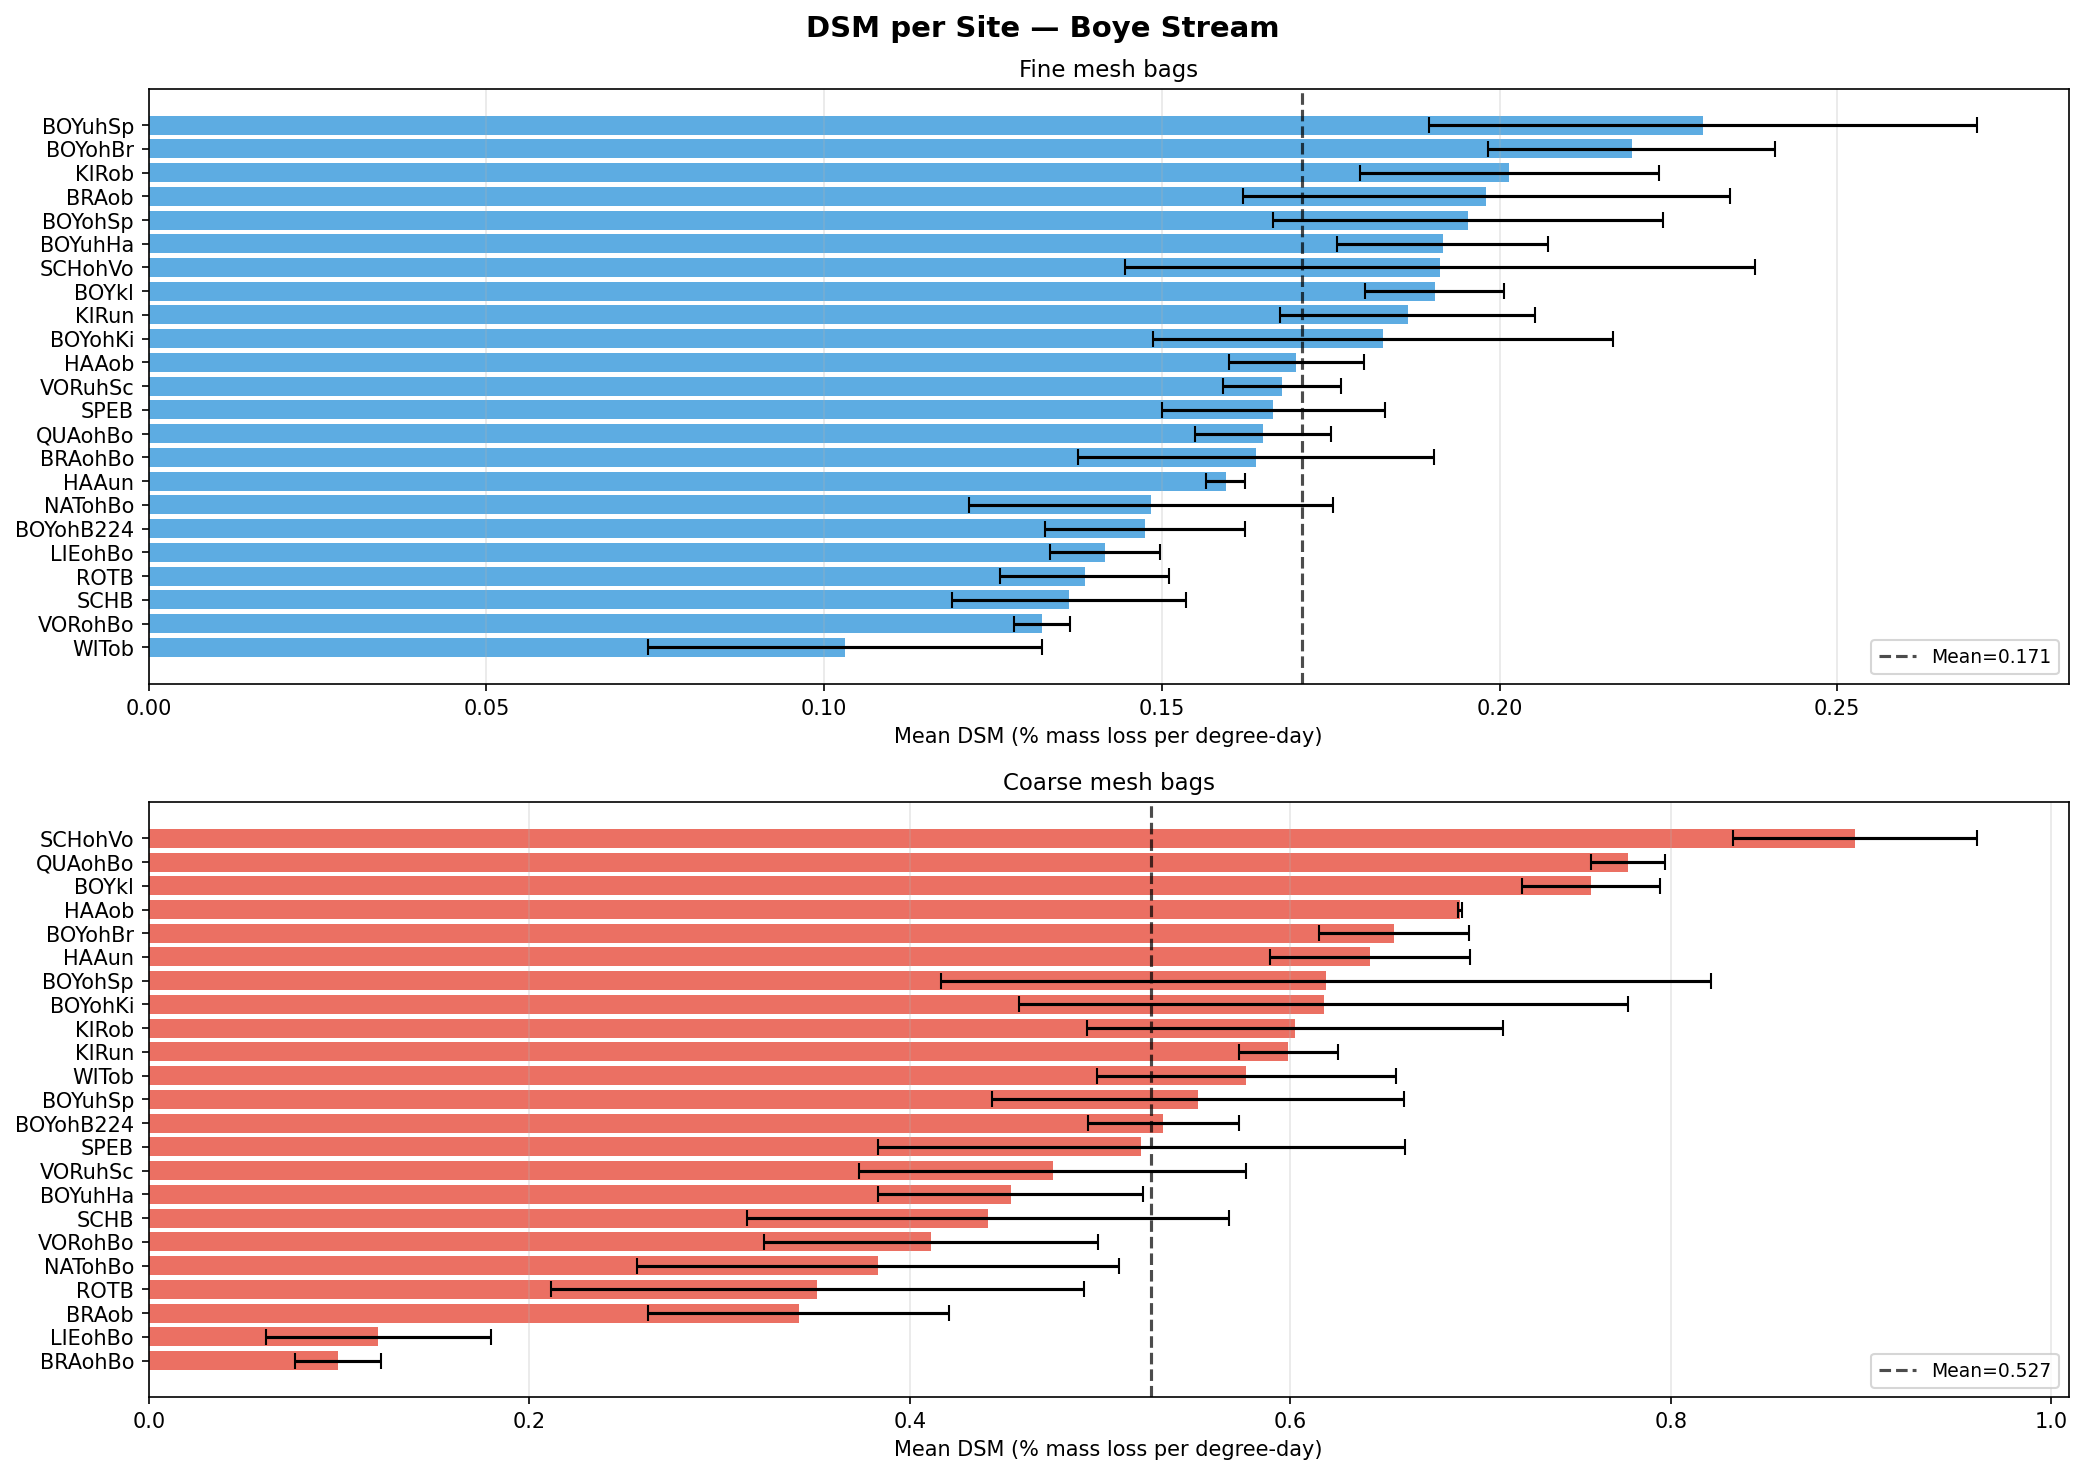 DSM per Site — Boye Stream
Fine mesh bags
BOYuhSp
BOYohBr
KIRob
BRAob
BOYohSp
BOYuhHa
SCHohVo
BOYkl
KIRun
BOYohKi
HAAob
VORuhSc
SPEB
QUAohBo
BRAohBo
HAAun
NATohBo
BOYohB224
LIEohBo
ROTB
SCHB
VORohBo
WITob
Mean=0.171
0.00 0.05 0.10 0.15 0.20 0.25
Mean DSM (% mass loss per degree-day)
Coarse mesh bags
SCHohVo
QUAohBo
BOYkl
HAAob
BOYohBr
HAAun
BOYohSp
BOYohKi
KIRob
KIRun
WITob
BOYuhSp
BOYohB224
SPEB
VORuhSc
BOYuhHa
SCHB
VORohBo
NATohBo
ROTB
BRAob
LIEohBo
BRAohBo
Mean=0.527
0.0 0.2 0.4 0.6 0.8 1.0
Mean DSM (% mass loss per degree-day)